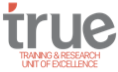 true
TRAINING & RESEARCH
UNIT OF EXCELLENCE